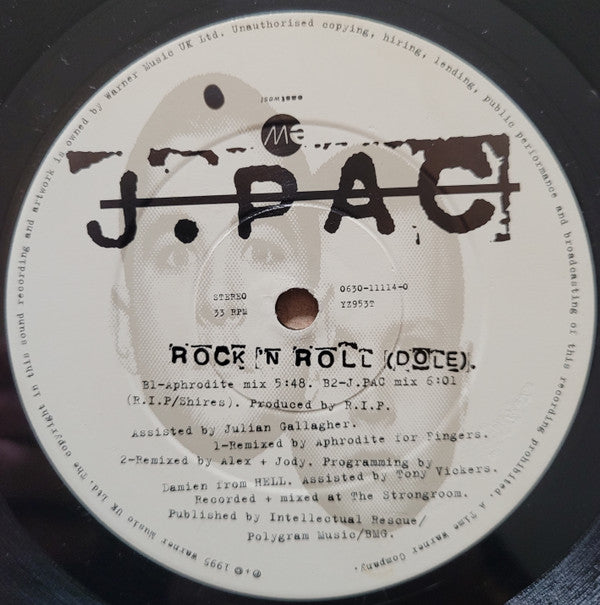 ℗+© 1995 Warner Music UK Ltd. the copyright in this sound recording and artwork is owned by Warner Music UK Ltd. Unauthorised copying, hiring, lending, public performance and broadcasting of this recording prohibited. A Time Warner Company.
eastwest
ew
J.PAC
STEREO
33 RPM
0630-11114-0
YZ953T
ROCK 'N ROLL (DOLE).
B1-Aphrodite mix 5:48. B2-J.PAC mix 6:01
(R.I.P/Shires). Produced by R.I.P.
Assisted by Julian Gallagher.
1-Remixed by Aphrodite for Fingers.
2-Remixed by Alex + Jody. Programming by
Damien from HELL. Assisted by Tony Vickers.
Recorded + mixed at The Strongroom.
Published by Intellectual Rescue/
Polygram Music/BMG.